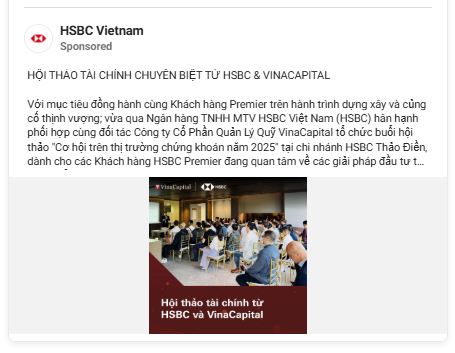 HSBC Vietnam
Sponsored
HỘI THẢO TÀI CHÍNH CHUYÊN BIỆT TỪ HSBC & VINACAPITAL
Với mục tiêu đồng hành cùng Khách hàng Premier trên hành trình dựng xây và củng
cố thịnh vượng; vừa qua Ngân hàng TNHH MTV HSBC Việt Nam (HSBC) hân hạnh
phối hợp cùng đối tác Công ty Cổ Phần Quản Lý Quỹ VinaCapital tổ chức buổi hội
thảo "Cơ hội trên thị trường chứng khoán năm 2025" tại chi nhánh HSBC Thảo Điền,
dành cho các Khách hàng HSBC Premier đang quan tâm về các giải pháp đầu tư t...
VinaCapital HSBC
Hội thảo tài chính từ
HSBC và VinaCapital